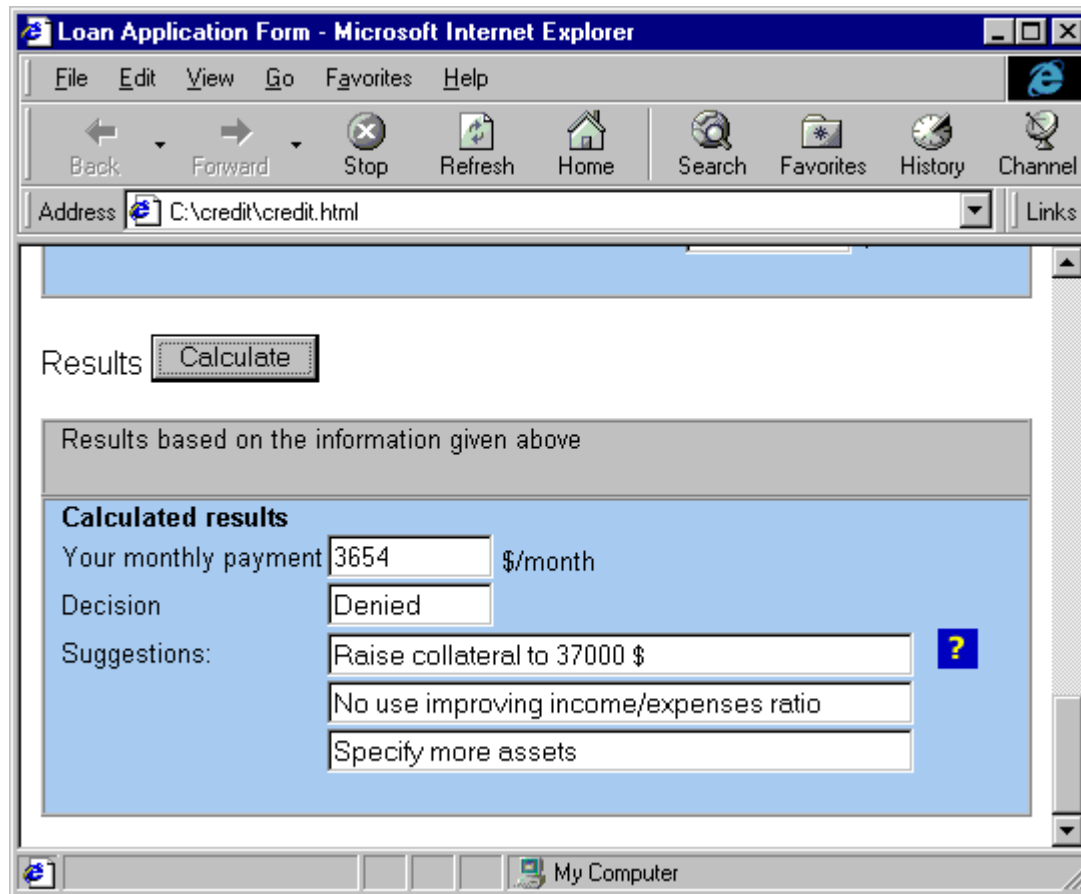 Loan Application Form - Microsoft Internet Explorer
File Edit View Go Favorites Help
Back Forward Stop Refresh Home Search Favorites History Channel
Address C:\credit\credit.html Links
Results Calculate
Results based on the information given above
Calculated results
Your monthly payment 3654 $/month
Decision Denied
Suggestions: Raise collateral to 37000 $ ?
No use improving income/expenses ratio
Specify more assets
My Computer